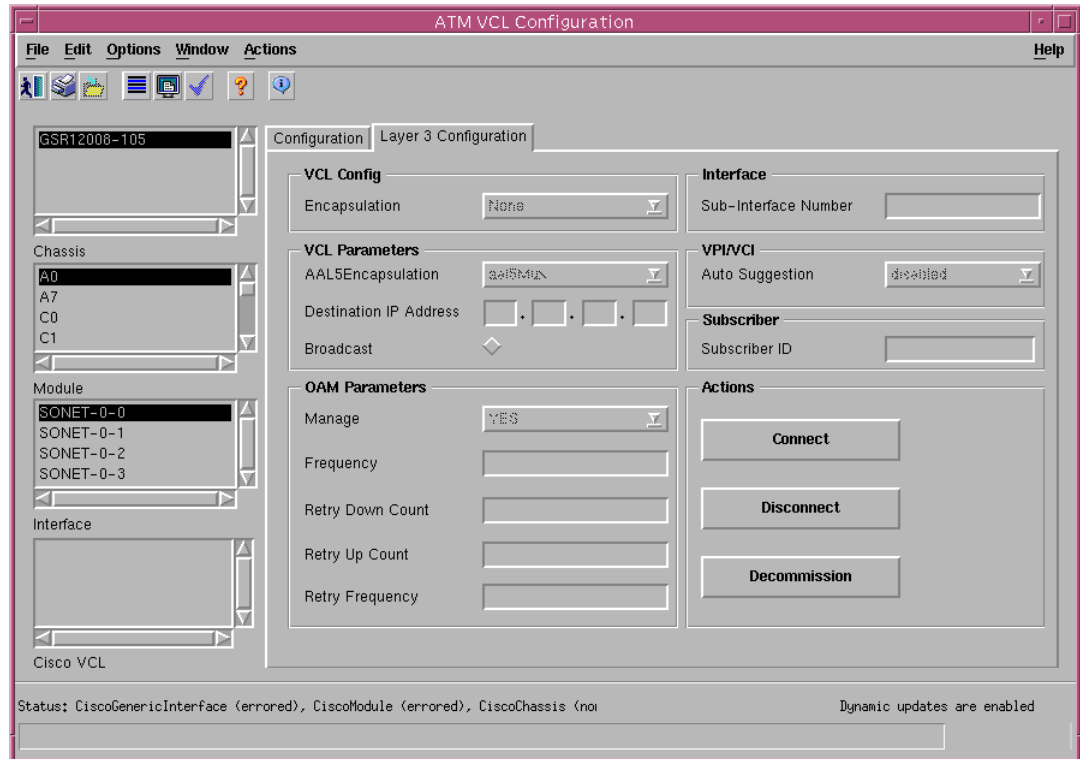 ATM VCL Configuration
File Edit Options Window Actions Help
GSR12008-105
Chassis
A0
A7
C0
C1
Module
SONET-0-0
SONET-0-1
SONET-0-2
SONET-0-3
Interface
Cisco VCL
Configuration
Layer 3 Configuration
VCL Config
Encapsulation None
VCL Parameters
AAL5Encapsulation aal5Mux
Destination IP Address . . .
Broadcast
OAM Parameters
Manage YES
Frequency
Retry Down Count
Retry Up Count
Retry Frequency
Interface
Sub-Interface Number
VPI/VCI
Auto Suggestion disabled
Subscriber
Subscriber ID
Actions
Connect
Disconnect
Decommission
Status: CiscoGenericInterface (errored), CiscoModule (errored), CiscoChassis (nor
Dynamic updates are enabled